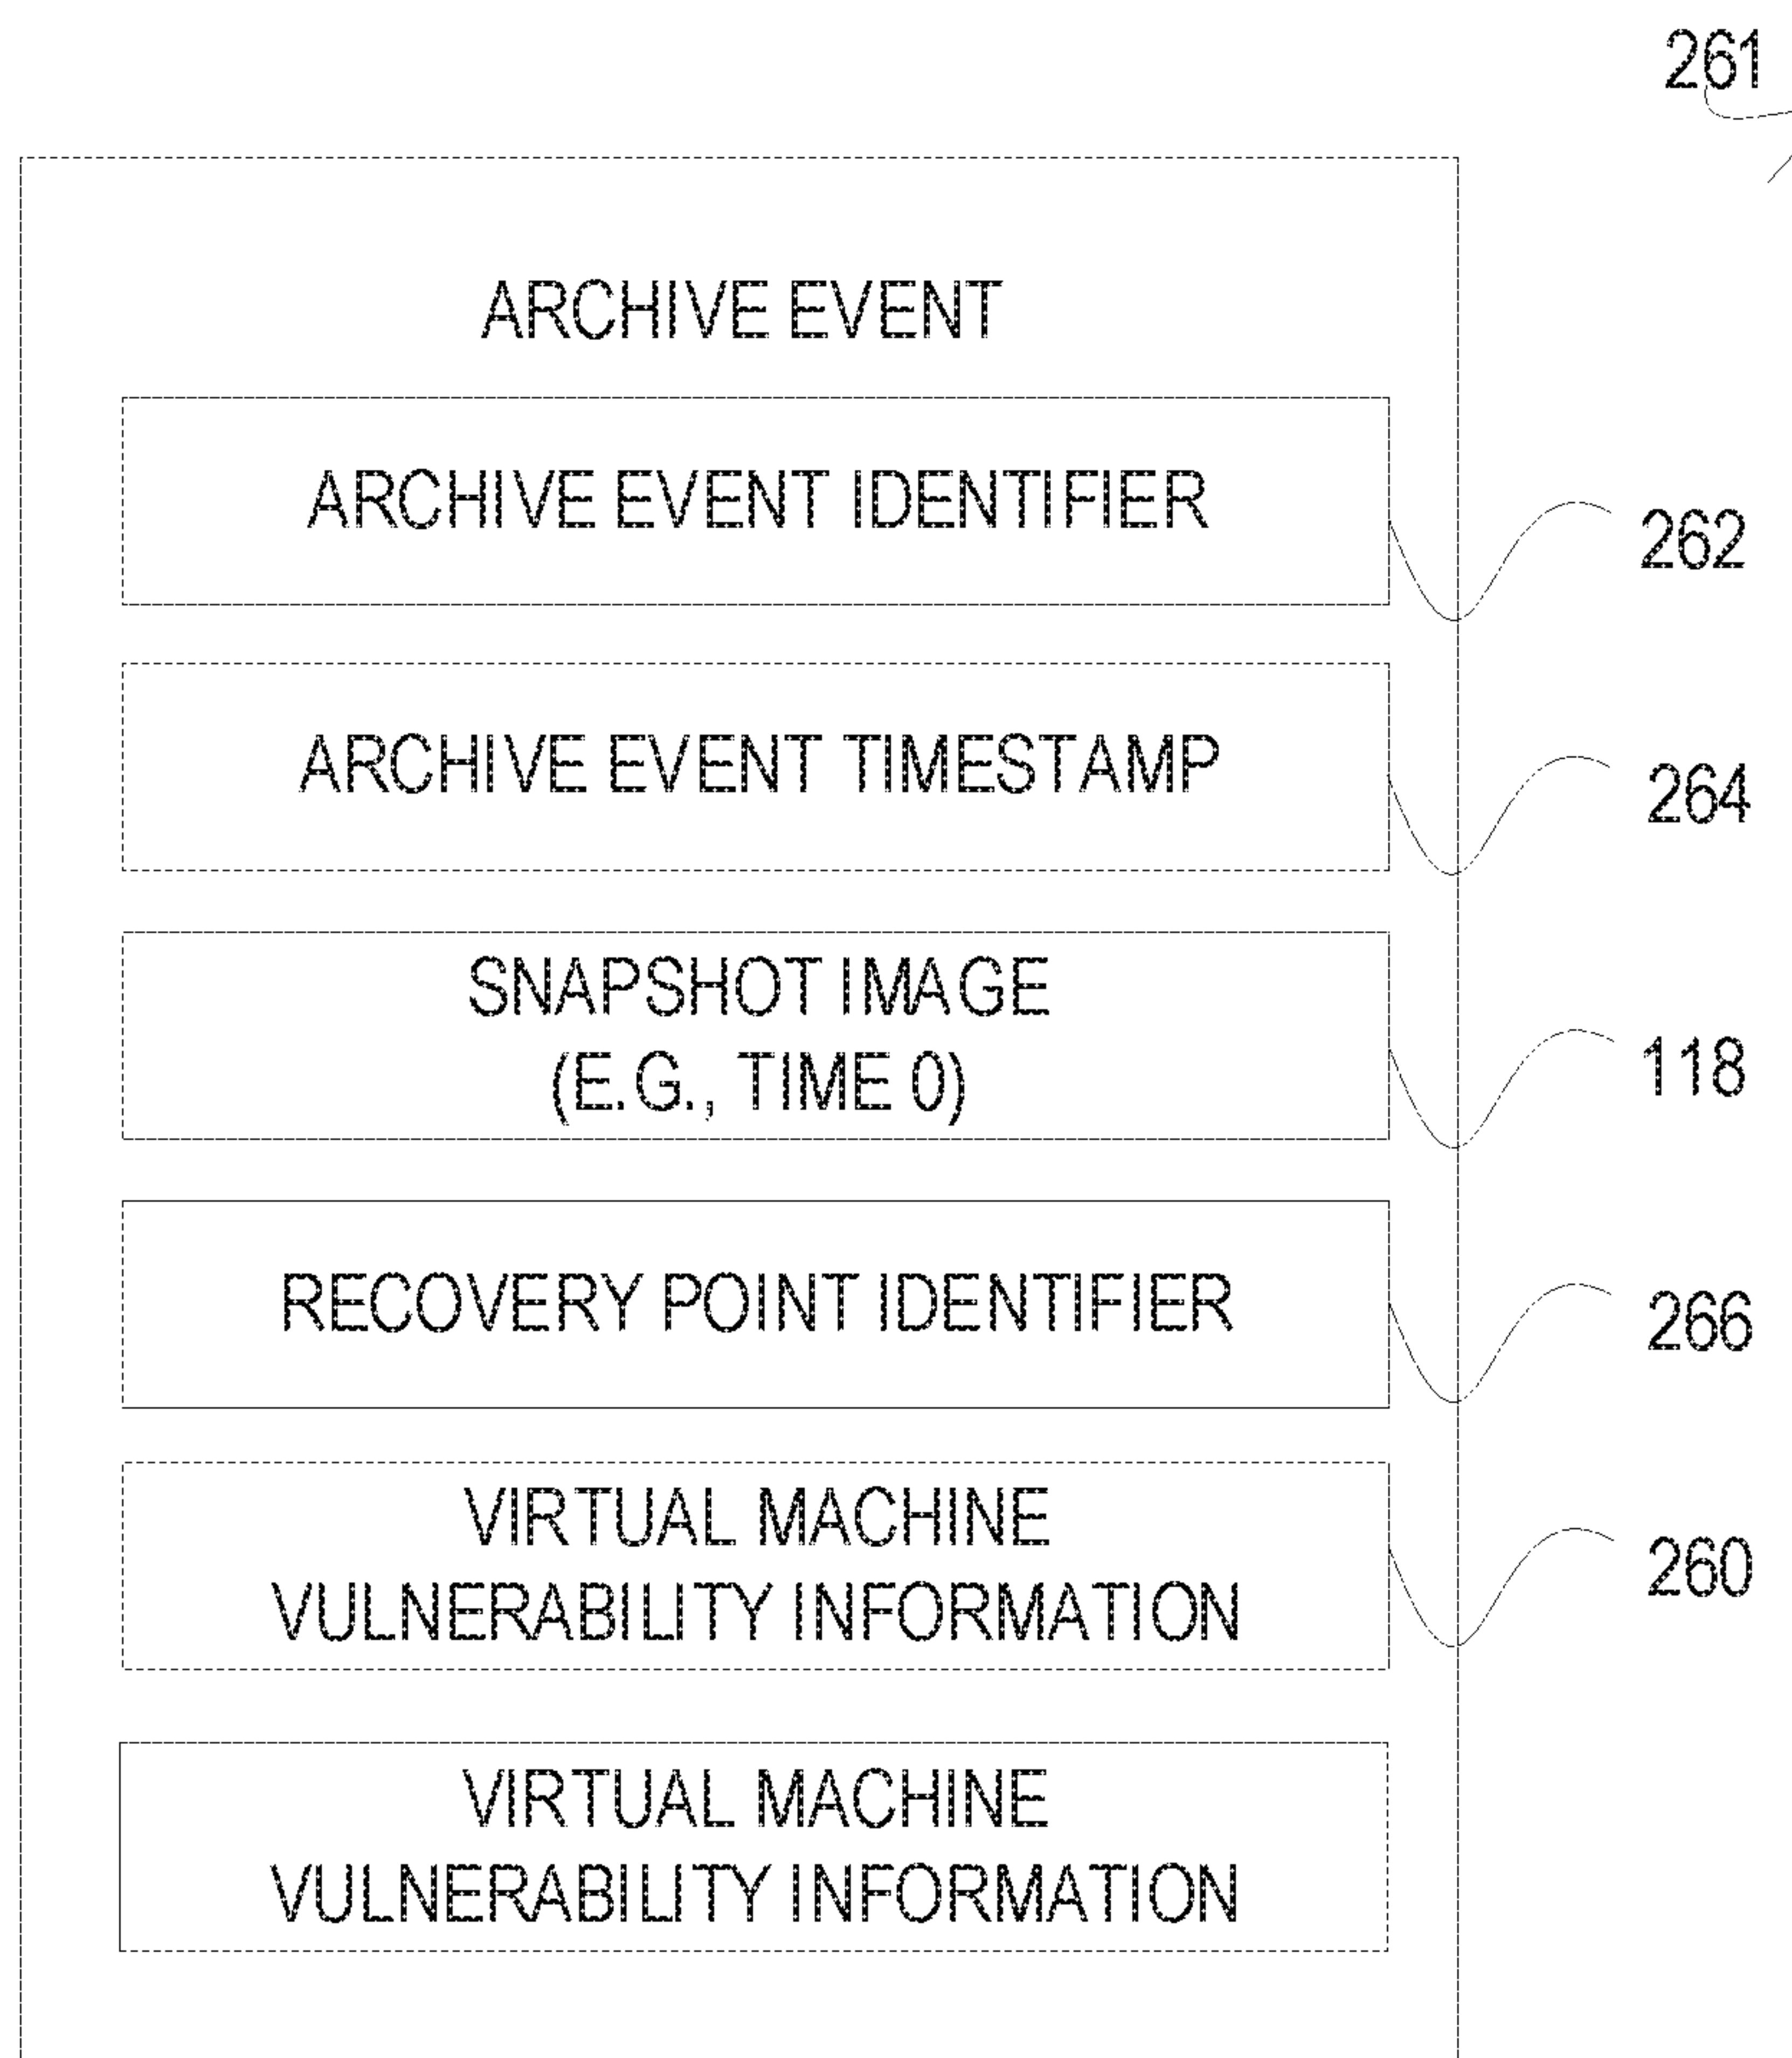 261
ARCHIVE EVENT
ARCHIVE EVENT IDENTIFIER
262
ARCHIVE EVENT TIMESTAMP
264
SNAPSHOT IMAGE
(E.G., TIME 0)
118
RECOVERY POINT IDENTIFIER
266
VIRTUAL MACHINE
VULNERABILITY INFORMATION
260
VIRTUAL MACHINE
VULNERABILITY INFORMATION